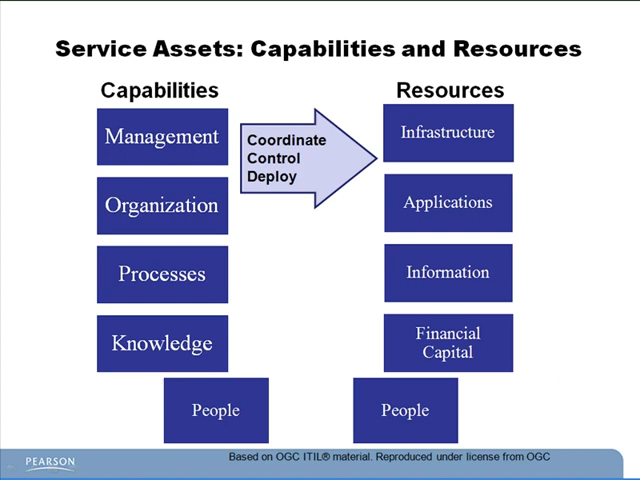 Service Assets: Capabilities and Resources
Capabilities
Resources
Management
Organization
Processes
Knowledge
People
Coordinate
Control
Deploy
Infrastructure
Applications
Information
Financial
Capital
People
Based on OGC ITIL® material. Reproduced under license from OGC
PEARSON